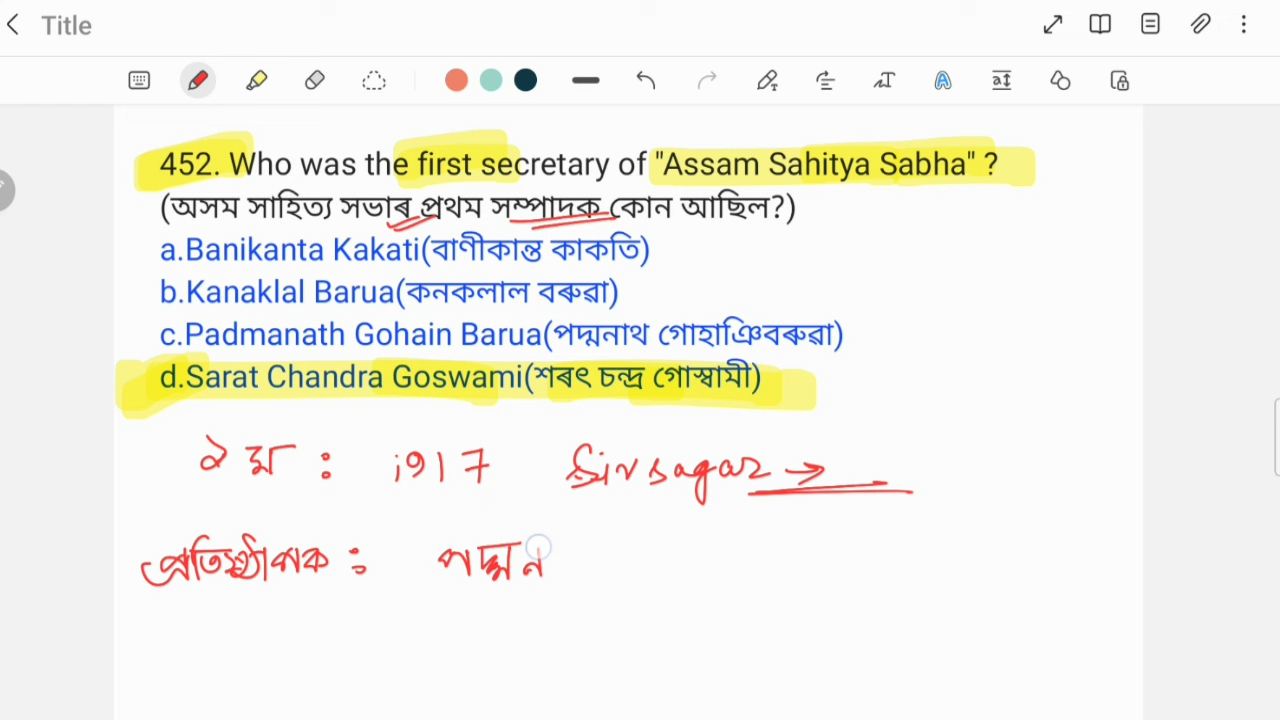 Title
452. Who was the first secretary of "Assam Sahitya Sabha" ?
(অসম সাহিত্য সভাৰ প্ৰথম সম্পাদক কোন আছিল?)
a.Banikanta Kakati(বাণীকান্ত কাকতি)
b.Kanaklal Barua(কনকলাল বৰুৱা)
c.Padmanath Gohain Barua(পদ্মনাথ গোহাঞিবৰুৱা)
d.Sarat Chandra Goswami(শৰৎ চন্দ্ৰ গোস্বামী)
১ম : 1917 Sivsagar →
প্ৰতিষ্ঠাপক : পদ্মন